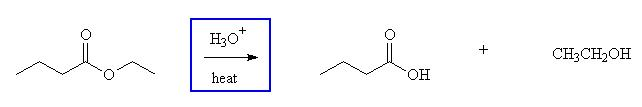 O
O
H₃O⁺
heat
O
OH
+
CH₃CH₂OH